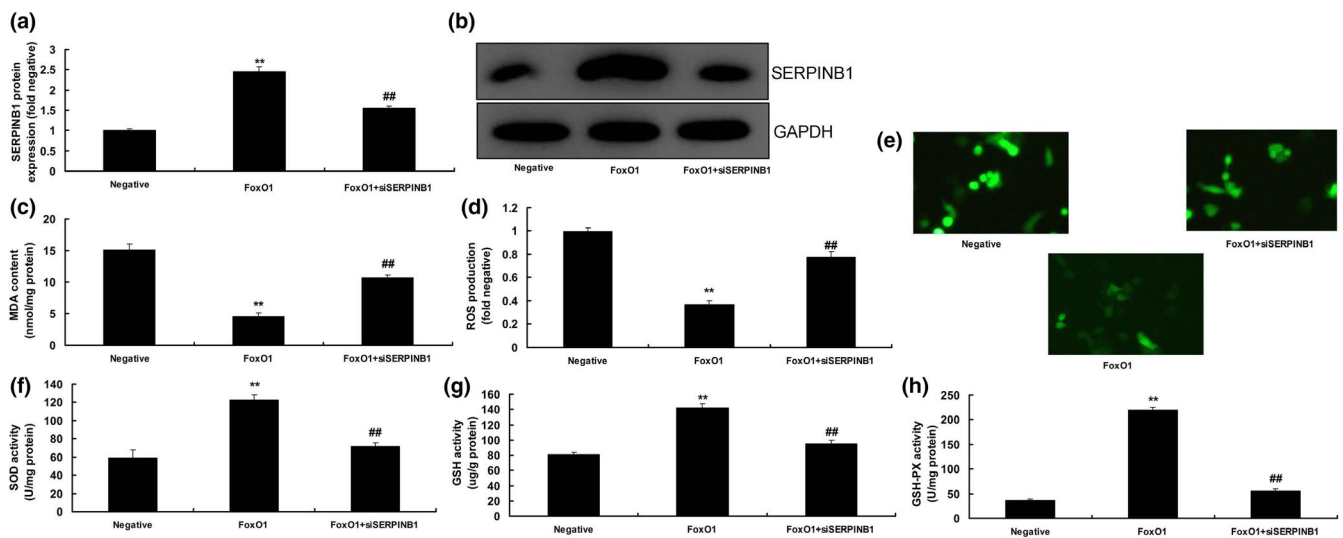 (a)
SERPINB1 protein
expression (fold negative)
3
2.5
2
1.5
1
0.5
0
**
##
Negative
FoxO1
FoxO1+siSERPINB1
(b)
SERPINB1
GAPDH
Negative
FoxO1
FoxO1+siSERPINB1
(c)
MDA content
(nmol/mg protein)
20
15
10
5
0
**
##
Negative
FoxO1
FoxO1+siSERPINB1
(d)
ROS production
(fold negative)
1.2
1
0.8
0.6
0.4
0.2
0
**
##
Negative
FoxO1
FoxO1+siSERPINB1
(e)
Negative
FoxO1+siSERPINB1
FoxO1
(f)
SOD activity
(U/mg protein)
140
120
100
80
60
40
20
0
**
##
Negative
FoxO1
FoxO1+siSERPINB1
(g)
GSH activity
(ug/g protein)
160
140
120
100
80
60
40
20
0
**
##
Negative
FoxO1
FoxO1+siSERPINB1
(h)
GSH-PX activity
(U/mg protein)
250
200
150
100
50
0
**
##
Negative
FoxO1
FoxO1+siSERPINB1